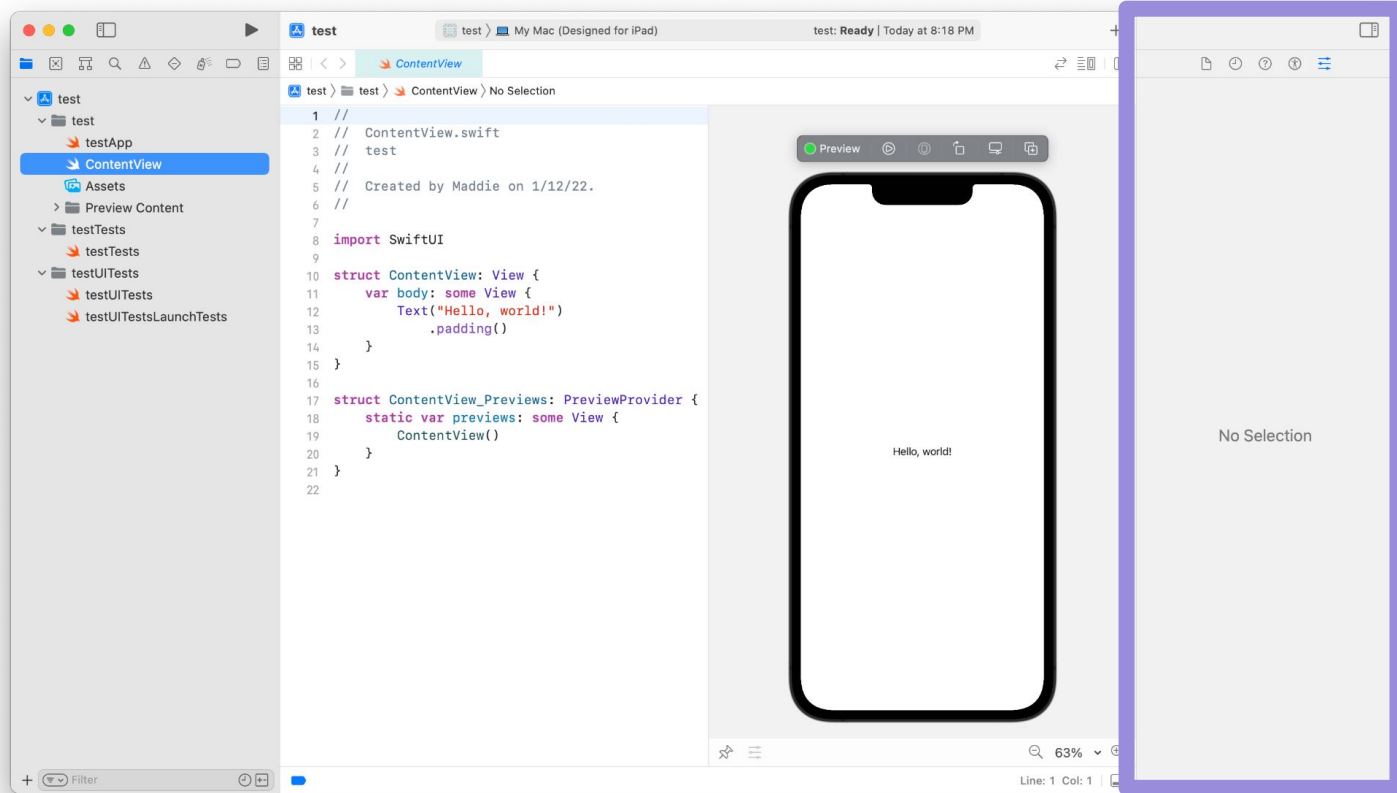 test
test 〉 My Mac (Designed for iPad)
test: Ready | Today at 8:18 PM
ContentView
test 〉 test 〉 ContentView 〉 No Selection
test
test
testApp
ContentView
Assets
Preview Content
testTests
testTests
testUITests
testUITests
testUITestsLaunchTests
Filter
1 //
2 //  ContentView.swift
3 //  test
4 //
5 //  Created by Maddie on 1/12/22.
6 //
7
8 import SwiftUI
9
10 struct ContentView: View {
11     var body: some View {
12         Text("Hello, world!")
13             .padding()
14     }
15 }
16
17 struct ContentView_Previews: PreviewProvider {
18     static var previews: some View {
19         ContentView()
20     }
21 }
22
Preview
Hello, world!
63%
Line: 1 Col: 1
No Selection